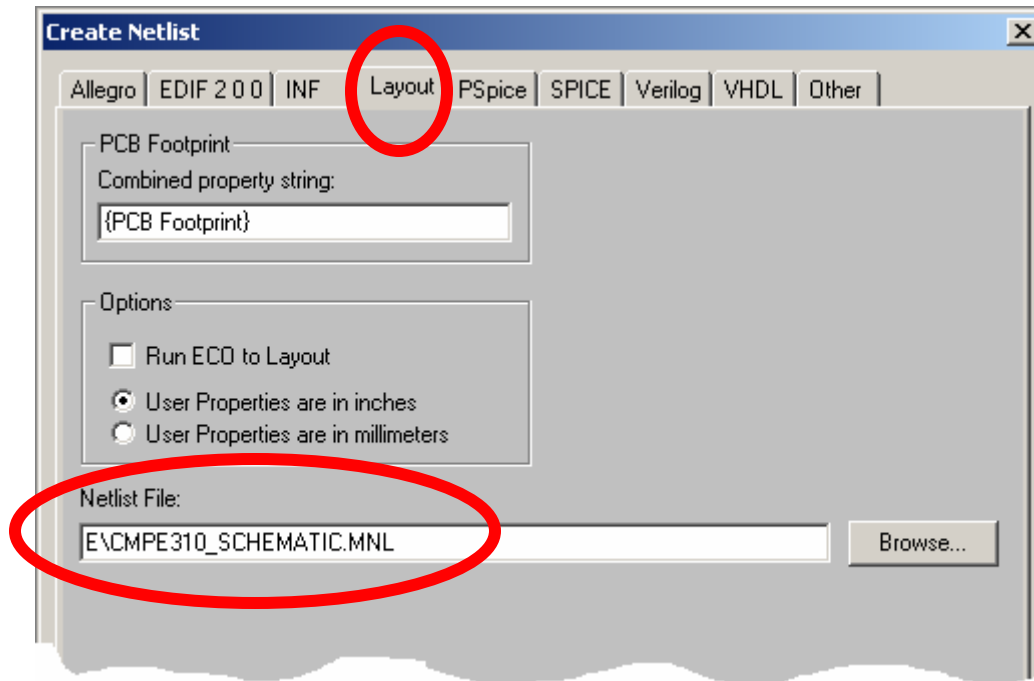 Create Netlist
Allegro EDIF 2 0 0 INF Layout PSpice SPICE Verilog VHDL Other
PCB Footprint
Combined property string:
{PCB Footprint}
Options
Run ECO to Layout
User Properties are in inches
User Properties are in millimeters
Netlist File:
E\CMPE310_SCHEMATIC.MNL
Browse...